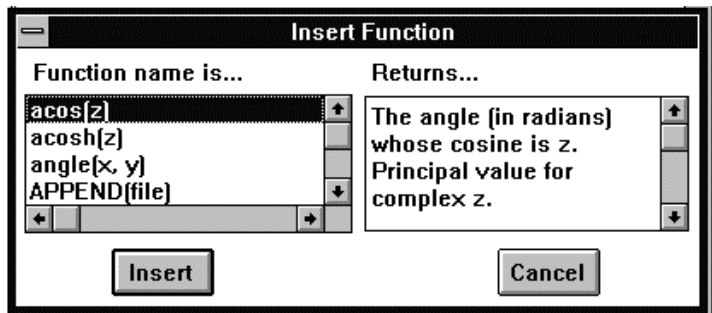 Insert Function
Function name is...
acos(z)
acosh(z)
angle(x, y)
APPEND(file)
Returns...
The angle (in radians)
whose cosine is z.
Principal value for
complex z.
Insert
Cancel